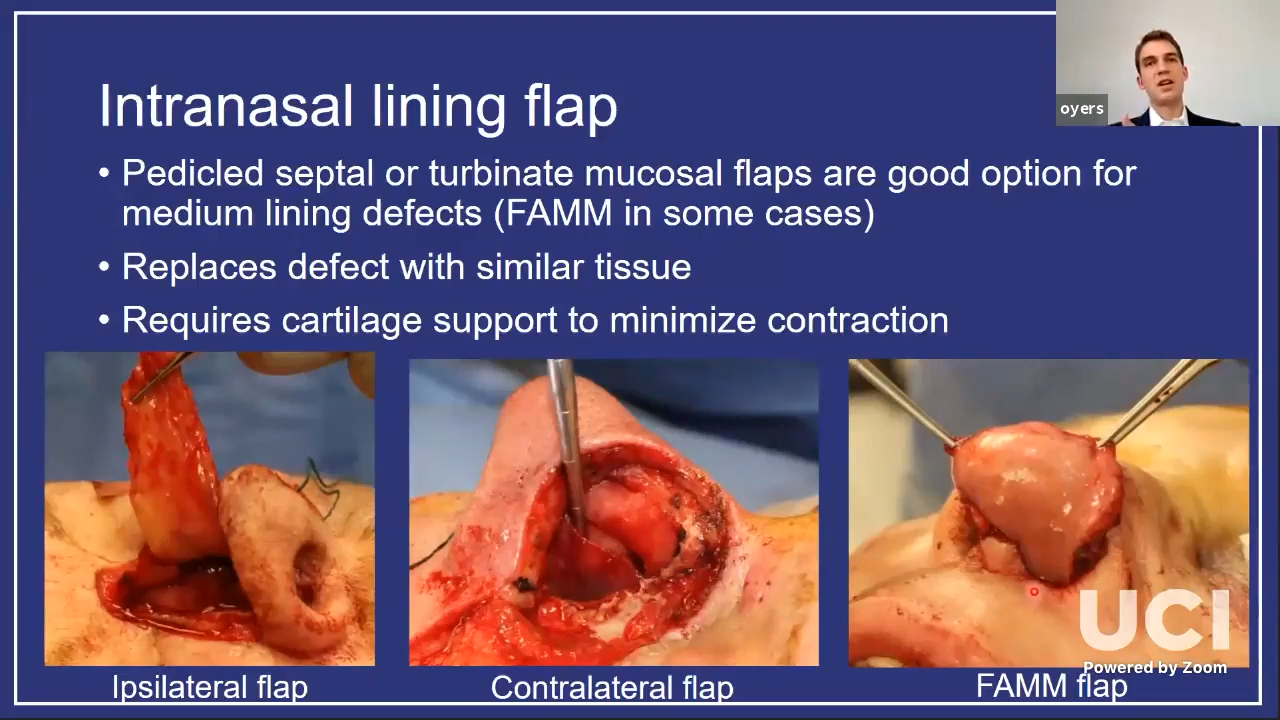 oyers
Intranasal lining flap
• Pedicled septal or turbinate mucosal flaps are good option for
medium lining defects (FAMM in some cases)
• Replaces defect with similar tissue
• Requires cartilage support to minimize contraction
UCI
Powered by Zoom
Ipsilateral flap
Contralateral flap
FAMM flap